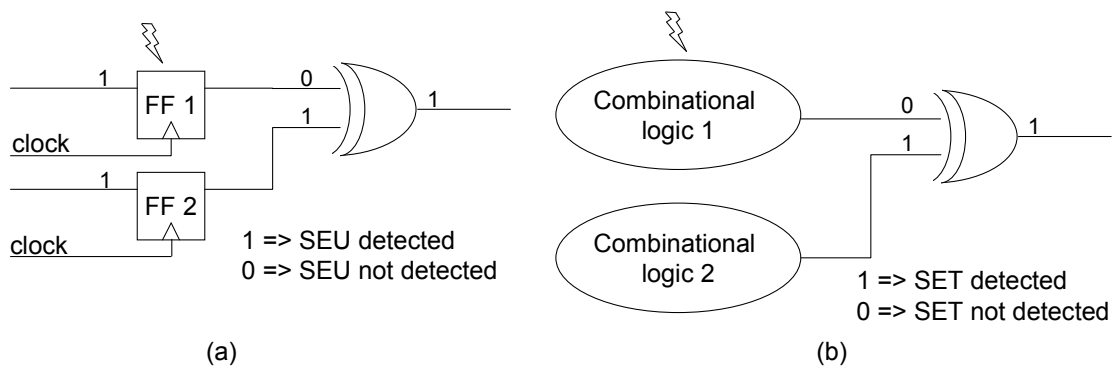 1
FF 1
0
1
1
clock
1
FF 2
clock
1 => SEU detected
0 => SEU not detected
(a)
Combinational
logic 1
0
1
1
Combinational
logic 2
1 => SET detected
0 => SET not detected
(b)